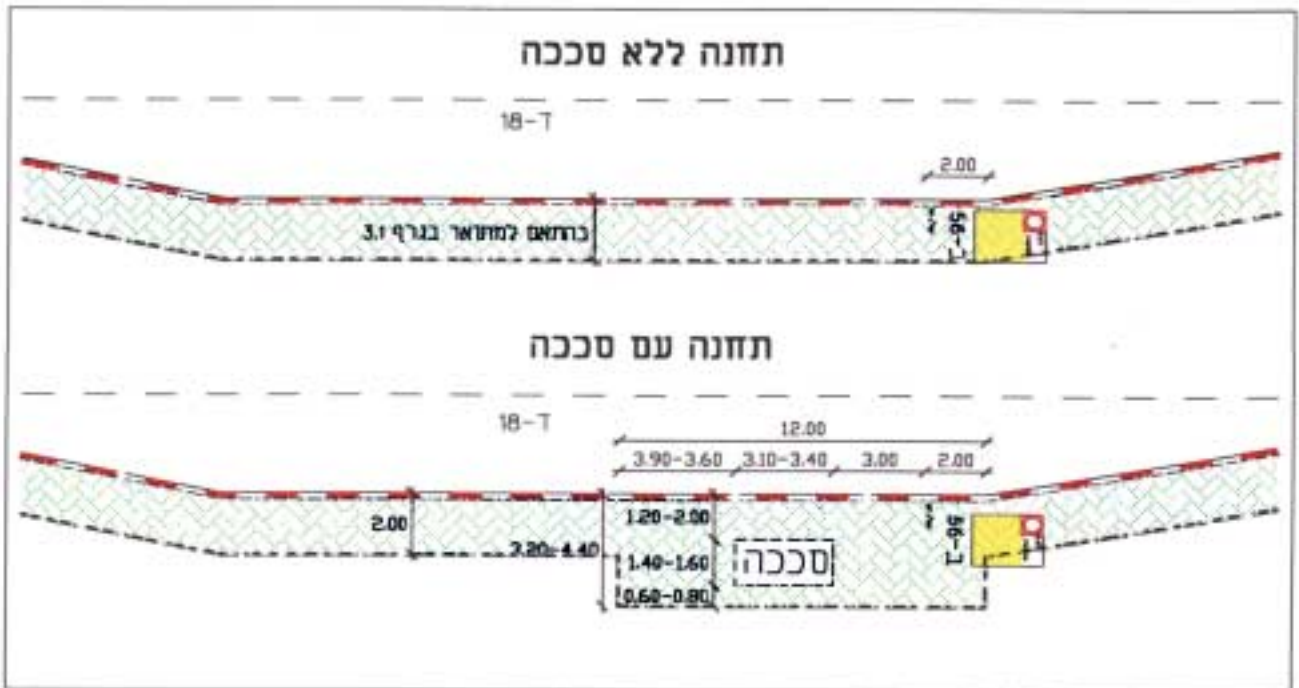 תחנה ללא סככה
ד-18
2.00
בהתאם למתואר בגרף 3.1
ב-56
תחנה עם סככה
ד-18
12.00
3.90-3.60 3.10-3.40 3.00 2.00
2.00
3.20-4.40
1.20-2.00
1.40-1.60
0.60-0.80
סככה
ב-56